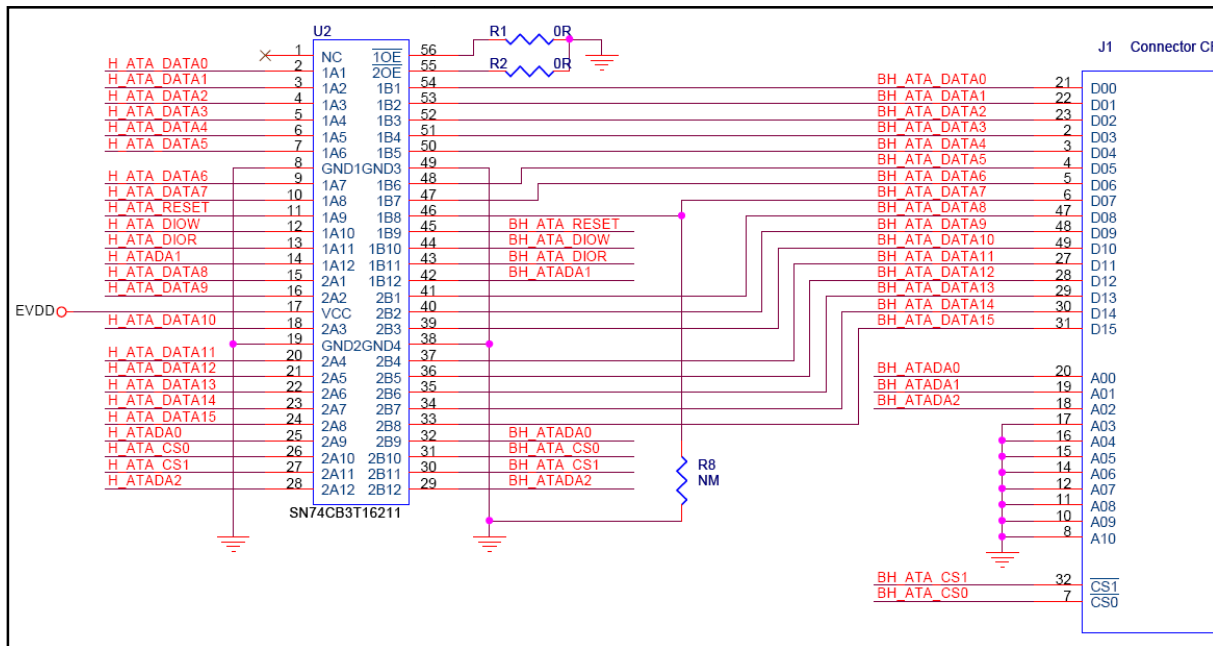 U2
R1 0R
R2 0R
J1 Connector CF
1 NC 1OE 56
H_ATA_DATA0 2 1A1 2OE 55
H_ATA_DATA1 3 1A2 1B1 54 BH_ATA_DATA0 21 D00
H_ATA_DATA2 4 1A3 1B2 53 BH_ATA_DATA1 22 D01
H_ATA_DATA3 5 1A4 1B3 52 BH_ATA_DATA2 23 D02
H_ATA_DATA4 6 1A5 1B4 51 BH_ATA_DATA3 2 D03
H_ATA_DATA5 7 1A6 1B5 50 BH_ATA_DATA4 3 D04
8 GND1 GND3 49 BH_ATA_DATA5 4 D05
H_ATA_DATA6 9 1A7 1B6 48 BH_ATA_DATA6 5 D06
H_ATA_DATA7 10 1A8 1B7 47 BH_ATA_DATA7 6 D07
H_ATA_RESET 11 1A9 1B8 46 BH_ATA_DATA8 47 D08
H_ATA_DIOW 12 1A10 1B9 45 BH_ATA_RESET BH_ATA_DATA9 48 D09
H_ATA_DIOR 13 1A11 1B10 44 BH_ATA_DIOW BH_ATA_DATA10 49 D10
H_ATADA1 14 1A12 1B11 43 BH_ATA_DIOR BH_ATA_DATA11 27 D11
H_ATA_DATA8 15 2A1 1B12 42 BH_ATADA1 BH_ATA_DATA12 28 D12
H_ATA_DATA9 16 2A2 2B1 41 BH_ATA_DATA13 29 D13
EVDD 17 VCC 2B2 40 BH_ATA_DATA14 30 D14
H_ATA_DATA10 18 2A3 2B3 39 BH_ATA_DATA15 31 D15
19 GND2 GND4 38
H_ATA_DATA11 20 2A4 2B4 37
H_ATA_DATA12 21 2A5 2B5 36 BH_ATADA0 20 A00
H_ATA_DATA13 22 2A6 2B6 35 BH_ATADA1 19 A01
H_ATA_DATA14 23 2A7 2B7 34 BH_ATADA2 18 A02
H_ATA_DATA15 24 2A8 2B8 33 17 A03
H_ATADA0 25 2A9 2B9 32 BH_ATADA0 16 A04
H_ATA_CS0 26 2A10 2B10 31 BH_ATA_CS0 15 A05
H_ATA_CS1 27 2A11 2B11 30 BH_ATA_CS1 R8 14 A06
H_ATADA2 28 2A12 2B12 29 BH_ATADA2 NM 12 A07
SN74CB3T16211
11 A08
10 A09
8 A10
BH_ATA_CS1 32 CS1
BH_ATA_CS0 7 CS0